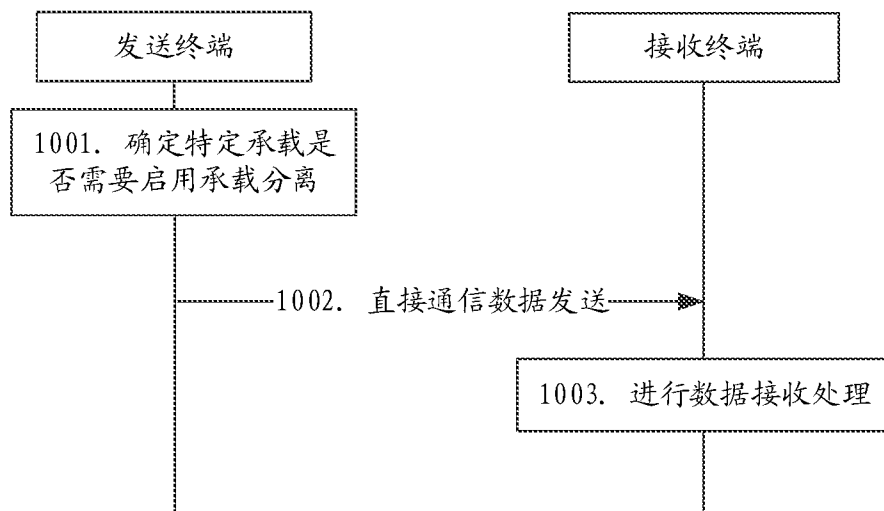 发送终端
接收终端
1001. 确定特定承载是
否需要启用承载分离
1002. 直接通信数据发送
1003. 进行数据接收处理